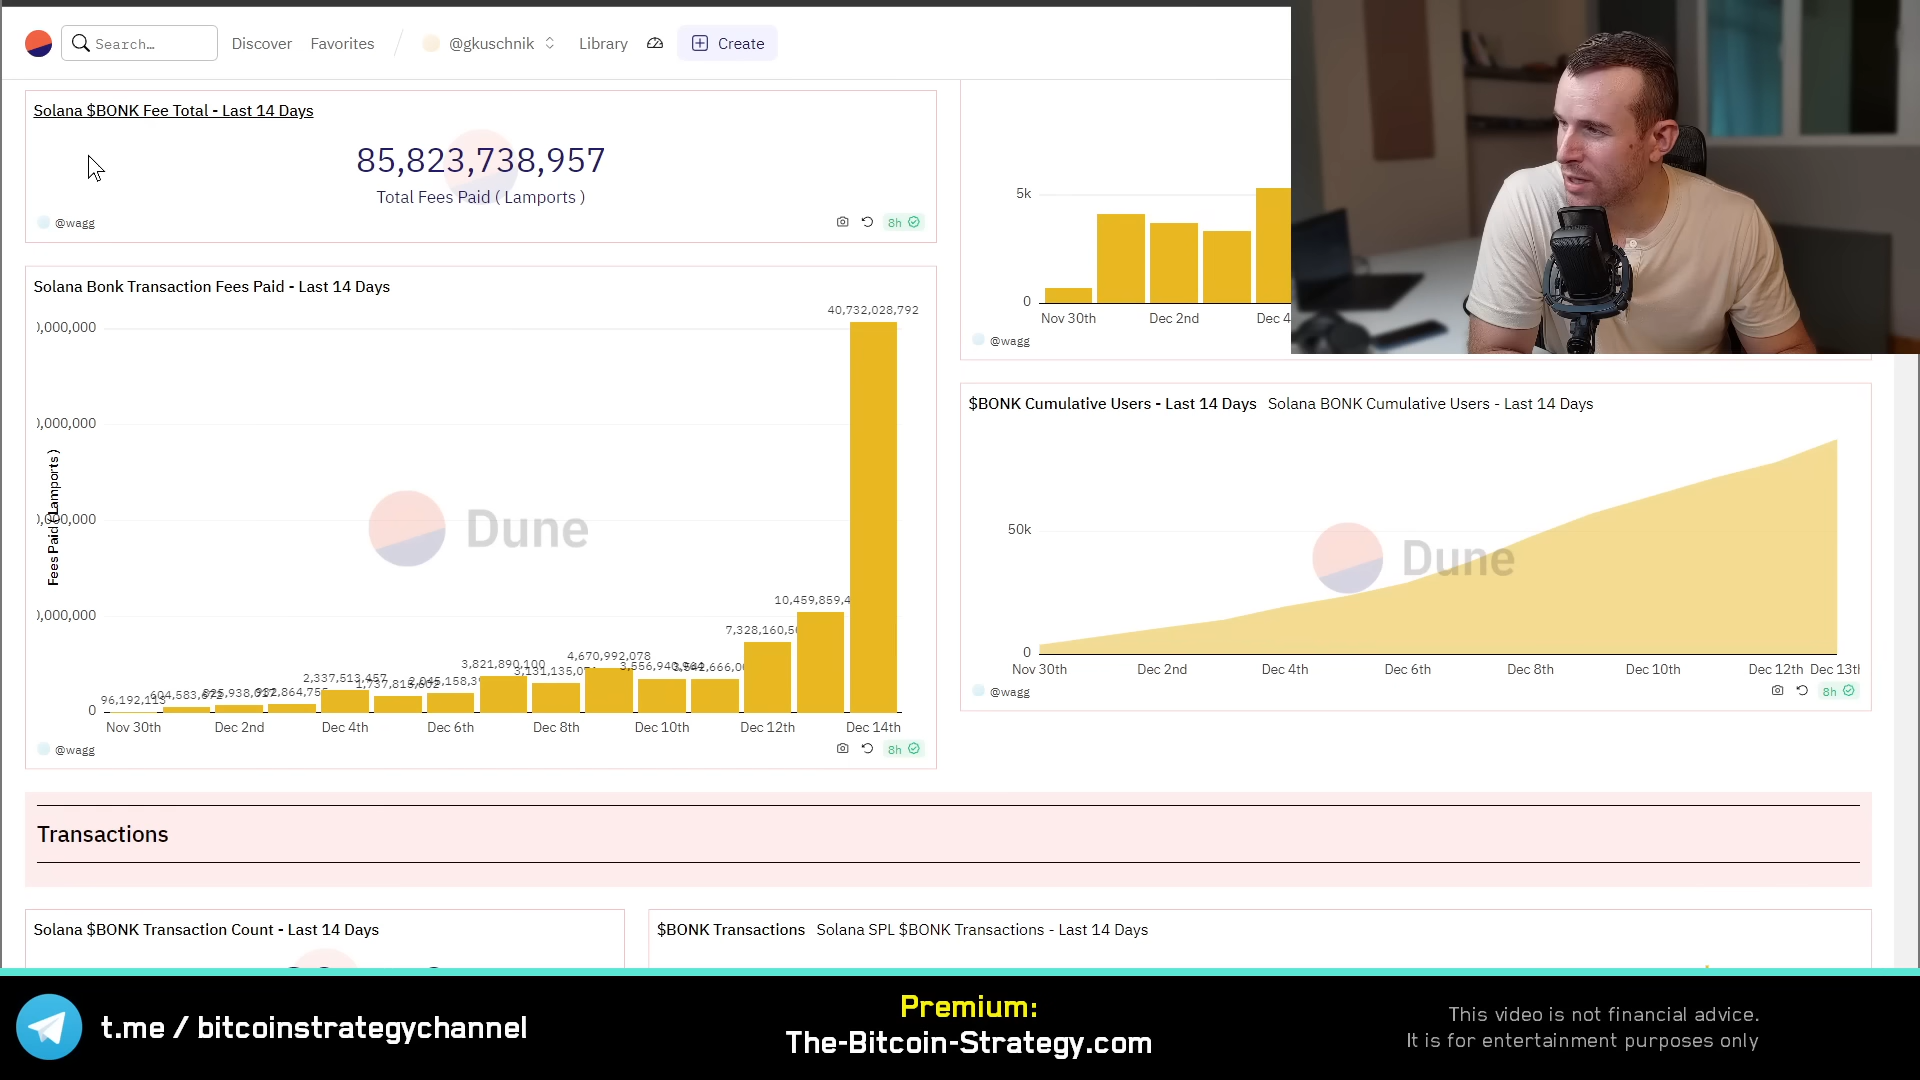 Search…
Discover
Favorites
@gkuschnik
Library
Create
Solana $BONK Fee Total - Last 14 Days
85,823,738,957
Total Fees Paid ( Lamports )
@wagg
8h
5k
0
Nov 30th
Dec 2nd
Dec 4
@wagg
Solana Bonk Transaction Fees Paid - Last 14 Days
40,732,028,792
0
Fees Paid ( Lamports )
Dune
96,192,113
2,337,513,457
3,821,890,100
4,670,992,078
7,328,160,5
10,459,859,4
Nov 30th
Dec 2nd
Dec 4th
Dec 6th
Dec 8th
Dec 10th
Dec 12th
Dec 14th
@wagg
8h
$BONK Cumulative Users - Last 14 Days Solana BONK Cumulative Users - Last 14 Days
50k
0
Dune
Nov 30th
Dec 2nd
Dec 4th
Dec 6th
Dec 8th
Dec 10th
Dec 12th
Dec 13tl
@wagg
8h
Transactions
Solana $BONK Transaction Count - Last 14 Days
$BONK Transactions Solana SPL $BONK Transactions - Last 14 Days
t.me / bitcoinstrategychannel
Premium:
The-Bitcoin-Strategy.com
This video is not financial advice.
It is for entertainment purposes only